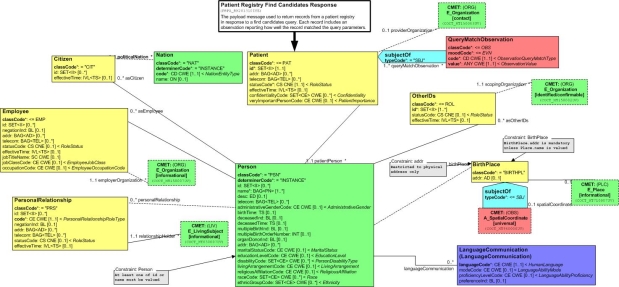 Patient Registry Find Candidates Response
The payload message used to return records from a patient
registry in response to a find candidates query. Each record includes
an observation reporting how well the record matched the query parameters.
CMET: (ORG)
E_Organization
[contact]
0..1 providerOrganization
Citizen
classCode*: = "CIT"
id: SET<II> [0..*]
effectiveTime: IVL<TS> [0..1]
0..1 politicalNation
0..* asCitizen
Nation
classCode*: = "NAT"
determinerCode*: = "INSTANCE"
code*: CD CWE [1..1] < NationEntityType
name: ON [0..1]
Patient
classCode*: <= PAT
id*: SET<II> [1..*]
addr: BAG<AD> [0..*]
telecom: BAG<TEL> [0..*]
statusCode*: CS CNE [1..1] < RoleStatus
effectiveTime: IVL<TS> [0..1]
confidentialityCode: SET<CE> CWE [0..*] < Confidentiality
veryImportantPersonCode: CE CWE [0..1] < PatientImportance
subjectOf
typeCode*: = "SBJ"
1..* queryMatchObservation
QueryMatchObservation
classCode*: <= OBS
moodCode*: <= EVN
code*: CD CWE [1..1] < ObservationQueryMatchType
value*: ANY CWE [1..1] < ObservationValue
1..1 scopingOrganization
CMET: (ORG)
E_Organization
[identified/confirmable]
OtherIDs
classCode*: <= ROL
id*: SET<II> [1..*]
statusCode: CS CNE [0..1] < RoleStatus
effectiveTime: IVL<TS> [0..1]
0..* asOtherIDs
Employee
classCode*: <= EMP
id: SET<II> [0..*]
negationInd: BL [0..1]
addr: BAG<AD> [0..*]
telecom: BAG<TEL> [0..*]
statusCode: CS CNE [0..1] < RoleStatus
effectiveTime: IVL<TS> [0..1]
jobTitleName: SC CWE [0..1]
jobClassCode: CE CWE [0..1] < EmployeeJobClass
occupationCode: CE CWE [0..1] < EmployeeOccupationCode
0..* asEmployee
CMET: (ORG)
E_Organization
[informational]
0..1 employerOrganization
1..1 patientPerson
Constraint: BirthPlace
BirthPlace.addr is mandatory
unless Place.name is valued
Constraint: addr
Restricted to physical
address only
Person
classCode*: = "PSN"
determinerCode*: = "INSTANCE"
id: SET<II> [0..*]
name*: BAG<PN> [1..*]
desc: ED [0..1]
telecom: BAG<TEL> [0..*]
administrativeGenderCode*: CE CWE [1..1] < AdministrativeGender
birthTime: TS [0..1]
deceasedInd: BL [0..1]
deceasedTime: TS [0..1]
multipleBirthInd: BL [0..1]
multipleBirthOrderNumber: INT [0..1]
organDonorInd: BL [0..1]
addr: BAG<AD> [0..*]
maritalStatusCode: CE CWE [0..1] < MaritalStatus
educationLevelCode: CE CWE [0..1] < EducationLevel
disabilityCode: SET<CE> CWE [0..*] < PersonDisabilityType
livingArrangementCode: CE CWE [0..1] < LivingArrangement
religiousAffiliationCode: CE CWE [0..1] < ReligiousAffiliation
raceCode: SET<CE> CWE [0..*] < Race
ethnicGroupCode: SET<CE> CWE [0..*] < Ethnicity
birthPlace
BirthPlace
classCode*: = "BIRTHPL"
addr: AD [0..1]
CMET: (PLC)
E_Place
[informational]
subjectOf
typeCode*: <= SBJ
0..1 spatialCoordinate
CMET: (OBS)
A_SpatialCoordinate
[universal]
PersonalRelationship
classCode*: = "PRS"
id: SET<II> [0..*]
code*: CE CWE [1..1] < PersonalRelationshipRoleType
negationInd: BL [0..1]
addr: BAG<AD> [0..*]
telecom: BAG<TEL> [0..*]
statusCode: CS CNE [0..1] < RoleStatus
effectiveTime: IVL<TS> [0..1]
0..* personalRelationship
CMET: (LIV)
E_LivingSubject
[informational]
1..1 relationshipHolder
Constraint: Person
At least one of id or
name must be valued
0..*
languageCommunication
LanguageCommunication
(LanguageCommunication)
languageCode*: CE CWE [1..1] < HumanLanguage
modeCode: CE CWE [0..1] < LanguageAbilityMode
proficiencyLevelCode: CE CWE [0..1] < LanguageAbilityProficiency
preferenceInd: BL [0..1]